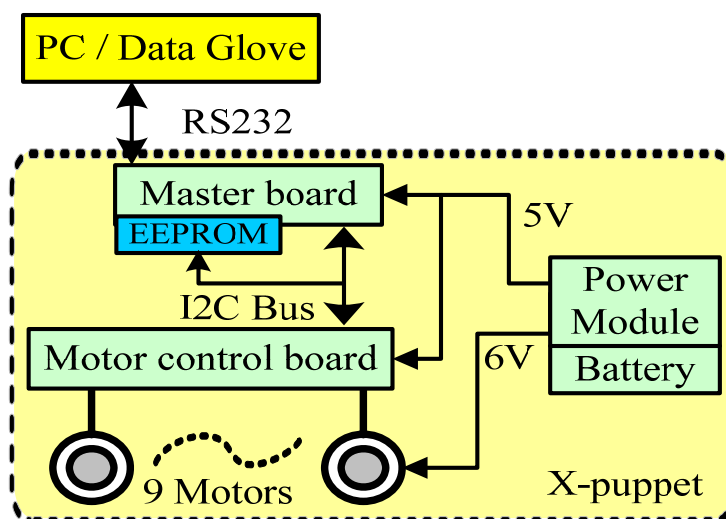 PC / Data Glove
RS232
Master board
EEPROM
5V
I2C Bus
Power
Module
Motor control board
6V
Battery
9 Motors
X-puppet